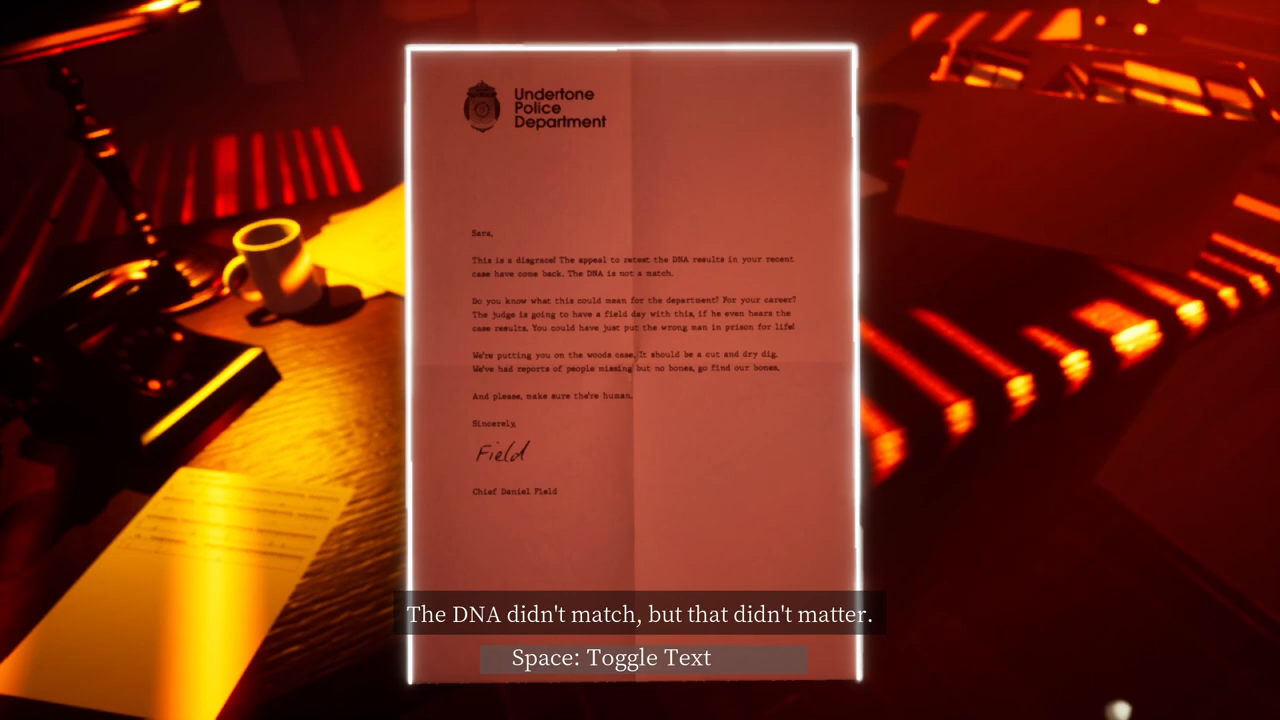 Undertone
Police
Department
Sara,
This is a disgrace! The appeal to retest the DNA results in your recent
case have come back. The DNA is not a match.
Do you know what this could mean for the department? For your career?
The judge is going to have a field day with this, if he even hears the
case results. You could have just put the wrong man in prison for life!
We're putting you on the woods case. It should be a cut and dry dig.
We've had reports of people missing but no bones, go find our bones.
And please, make sure the're human.
Sincerely,
Field
Chief Daniel Field
The DNA didn't match, but that didn't matter.
Space: Toggle Text